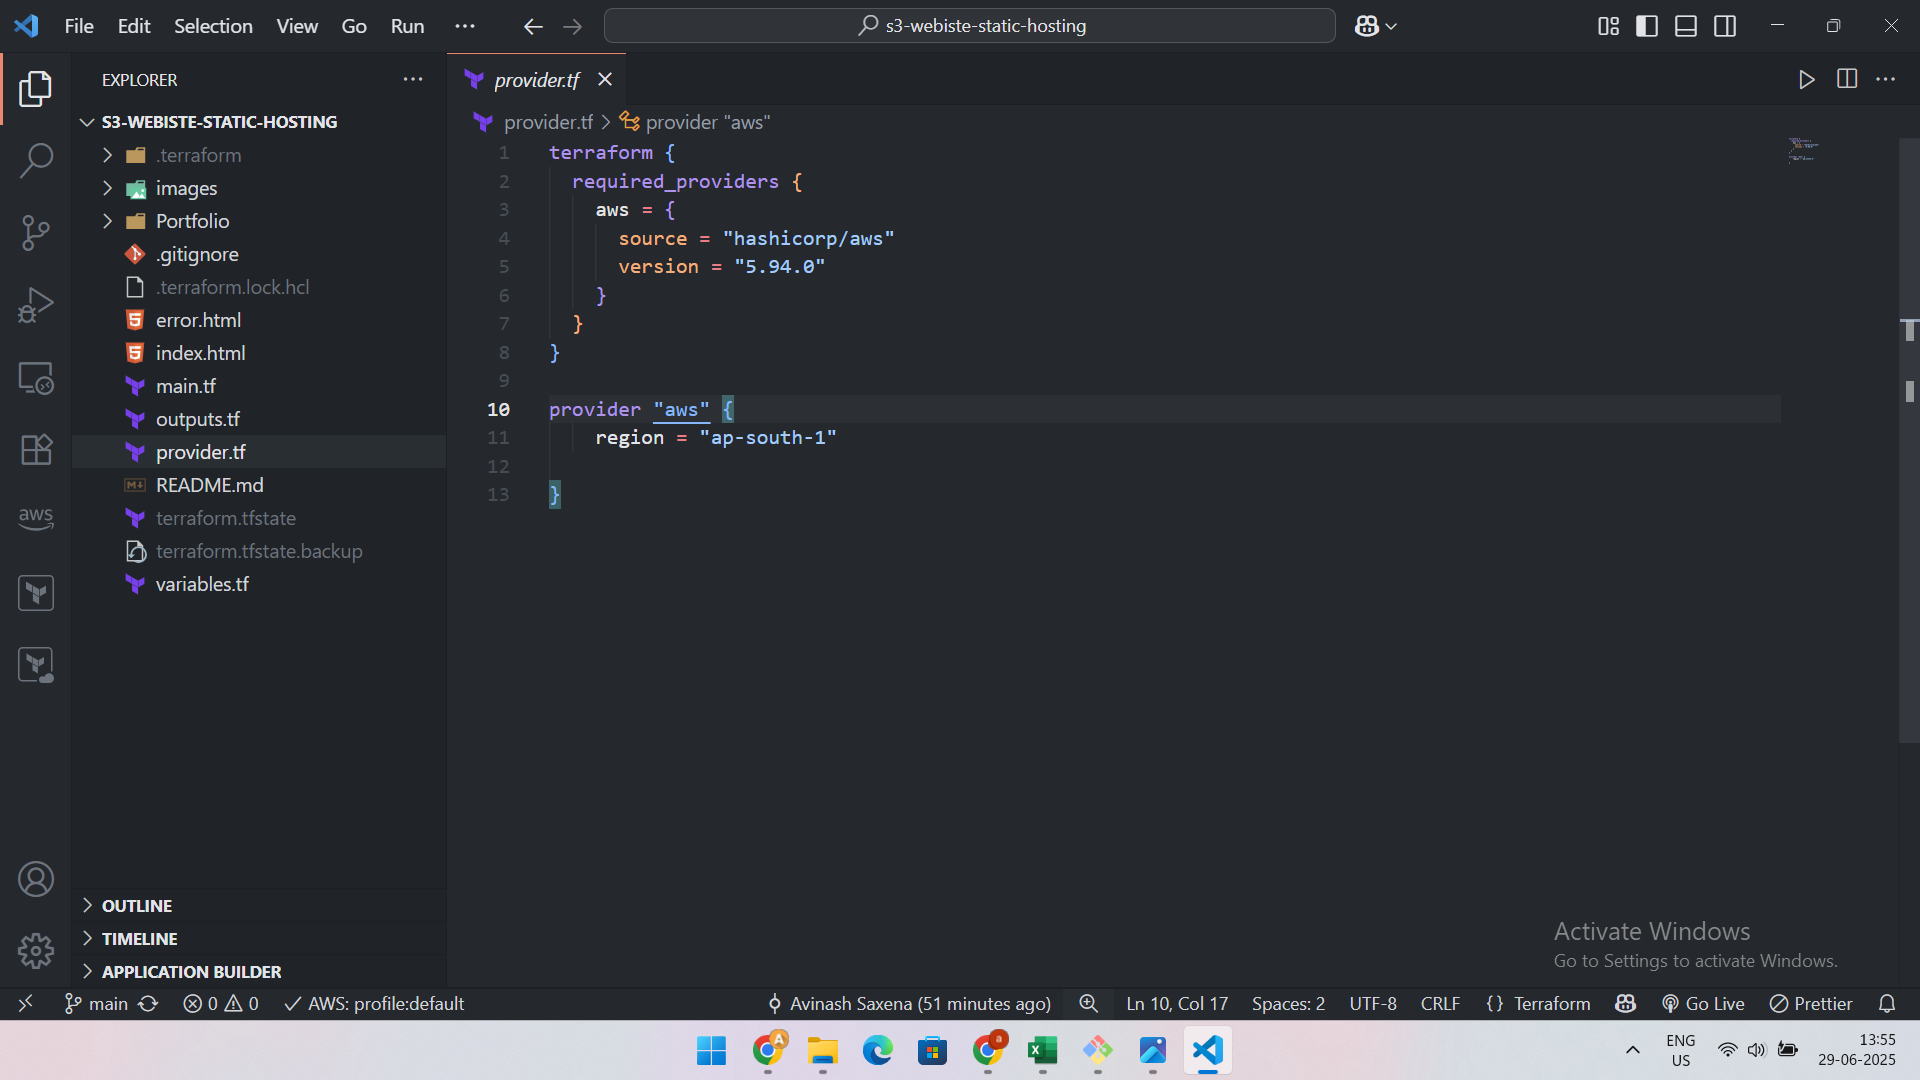 File Edit Selection View Go Run ···
s3-webiste-static-hosting
EXPLORER ···
S3-WEBISTE-STATIC-HOSTING
.terraform
images
Portfolio
.gitignore
.terraform.lock.hcl
error.html
index.html
main.tf
outputs.tf
provider.tf
README.md
terraform.tfstate
terraform.tfstate.backup
variables.tf
aws
OUTLINE
TIMELINE
APPLICATION BUILDER
provider.tf
provider.tf > provider "aws"
1 terraform {
2 required_providers {
3 aws = {
4 source = "hashicorp/aws"
5 version = "5.94.0"
6 }
7 }
8 }
9
10 provider "aws" {
11 region = "ap-south-1"
12
13 }
Activate Windows
Go to Settings to activate Windows.
main 0 0 AWS: profile:default Avinash Saxena (51 minutes ago) Ln 10, Col 17 Spaces: 2 UTF-8 CRLF {} Terraform Go Live Prettier
ENG
US
13:55
29-06-2025